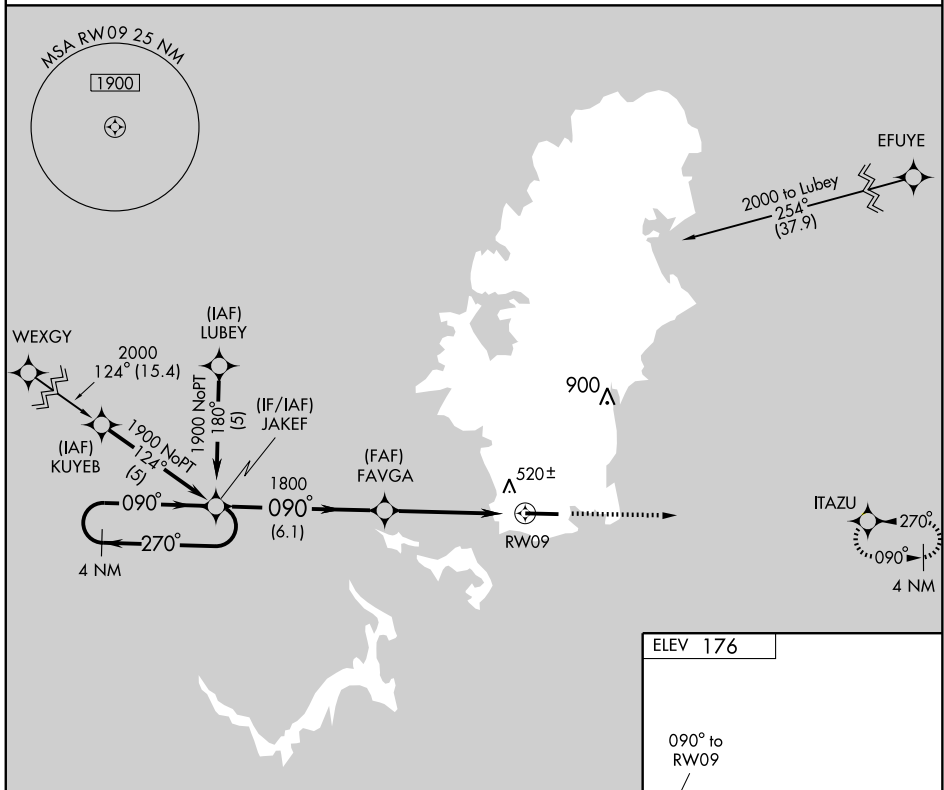 MSA RW09 25 NM
1900
EFUYE
2000 to Lubey
254°
(37.9)
(IAF)
LUBEY
WEXGY
2000
124° (15.4)
1900 NoPT
180°
(5)
(IF/IAF)
JAKEF
900
(IAF)
KUYEB
1900 NoPT
124°
(5)
(FAF)
FAVGA
520±
090°
1800
090°
(6.1)
270°
4 NM
RW09
ITAZU
270°
090°
4 NM
ELEV 176
090° to
RW09